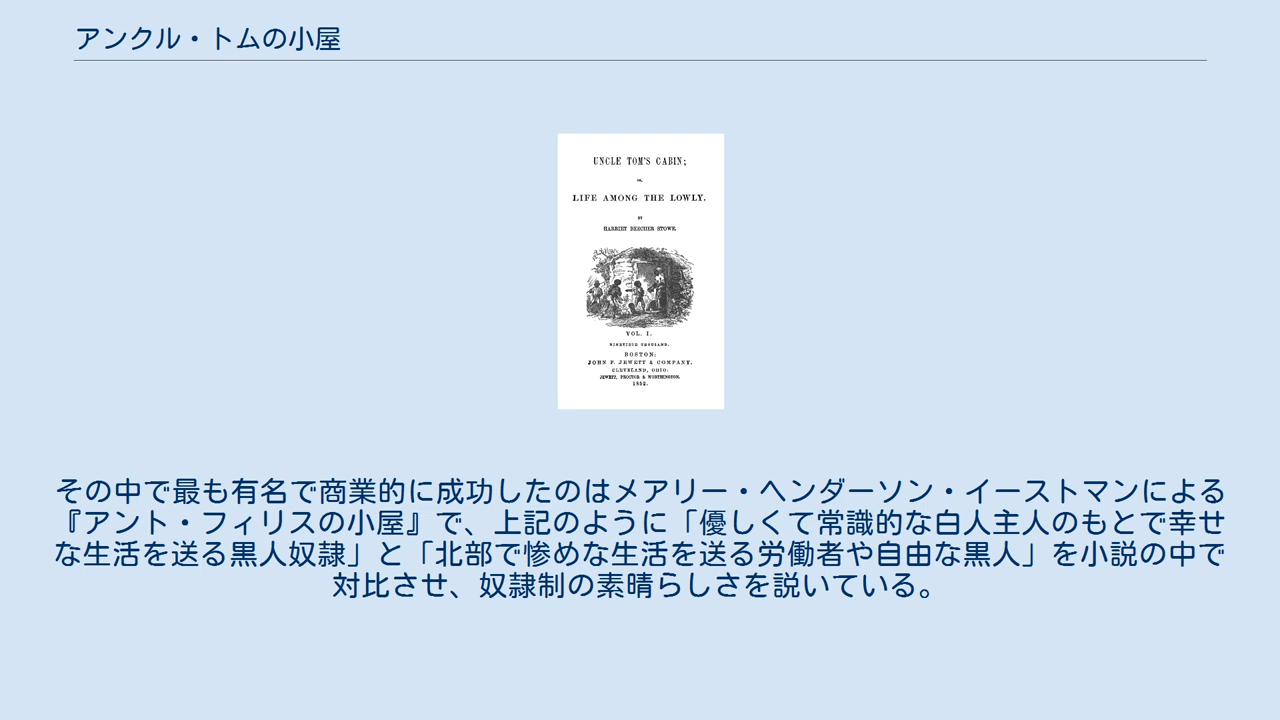 アンクル・トムの小屋
UNCLE TOM'S CABIN;
OR,
LIFE AMONG THE LOWLY.
BY
HARRIET BEECHER STOWE.
VOL. I.
NINETIETH THOUSAND.
BOSTON:
JOHN P. JEWETT & COMPANY.
CLEVELAND, OHIO:
JEWETT, PROCTOR & WORTHINGTON.
1852.
その中で最も有名で商業的に成功したのはメアリー・ヘンダーソン・イーストマンによる
『アント・フィリスの小屋』で、上記のように「優しくて常識的な白人主人のもとで幸せ
な生活を送る黒人奴隷」と「北部で惨めな生活を送る労働者や自由な黒人」を小説の中で
対比させ、奴隷制の素晴らしさを説いている。